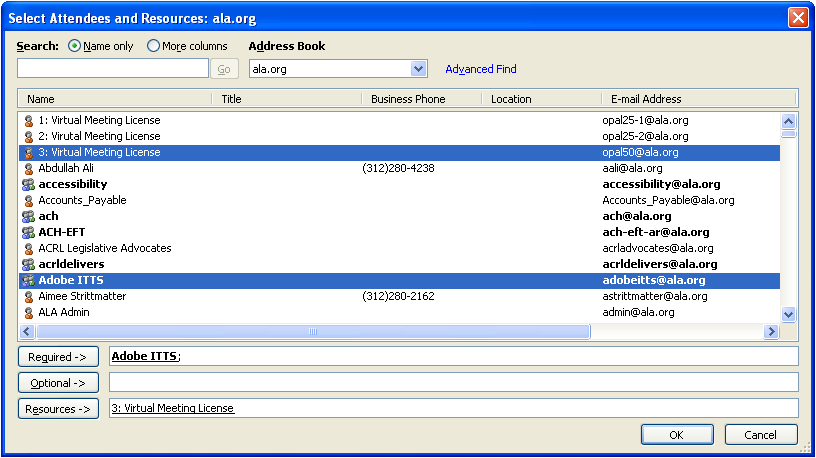 Select Attendees and Resources: ala.org
Search: Name only More columns Address Book
Go ala.org Advanced Find
Name Title Business Phone Location E-mail Address
1: Virtual Meeting License opal25-1@ala.org
2: Virutal Meeting License opal25-2@ala.org
3: Virtual Meeting License opal50@ala.org
Abdullah Ali (312)280-4238 aali@ala.org
accessibility accessibility@ala.org
Accounts_Payable Accounts_Payable@ala.org
ach ach@ala.org
ACH-EFT ach-eft-ar@ala.org
ACRL Legislative Advocates acrladvocates@ala.org
acrldelivers acrldelivers@ala.org
Adobe ITTS adobeitts@ala.org
Aimee Strittmatter (312)280-2162 astrittmatter@ala.org
ALA Admin admin@ala.org
Required -> Adobe ITTS;
Optional ->
Resources -> 3: Virtual Meeting License
OK Cancel